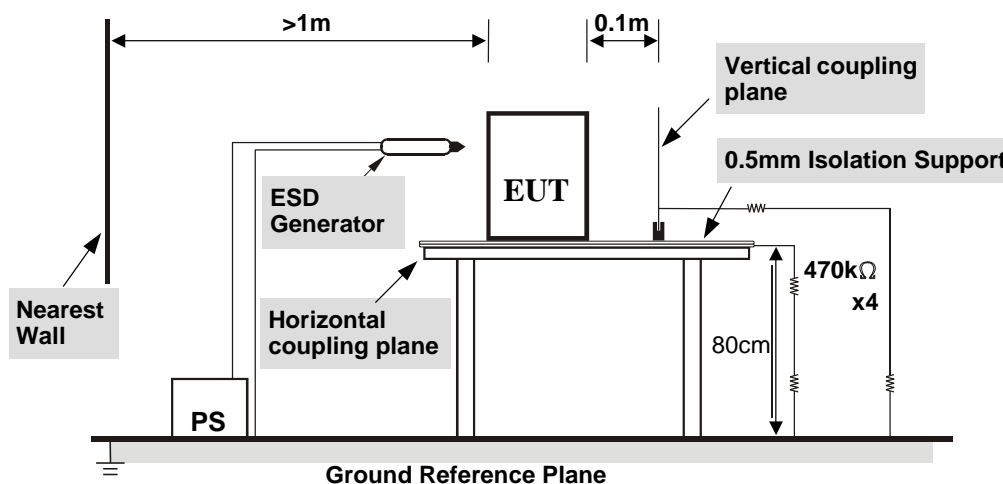 >1m
0.1m
Vertical coupling
plane
0.5mm Isolation Support
ESD
Generator
EUT
470kΩ
x4
Nearest
Wall
Horizontal
coupling plane
80cm
PS
Ground Reference Plane